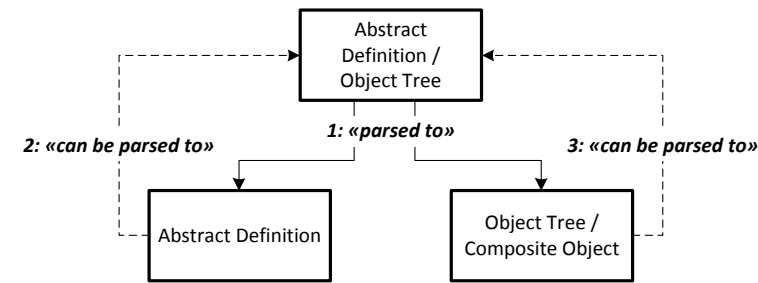 Abstract
Definition /
Object Tree
1: «parsed to»
2: «can be parsed to»
3: «can be parsed to»
Abstract Definition
Object Tree /
Composite Object